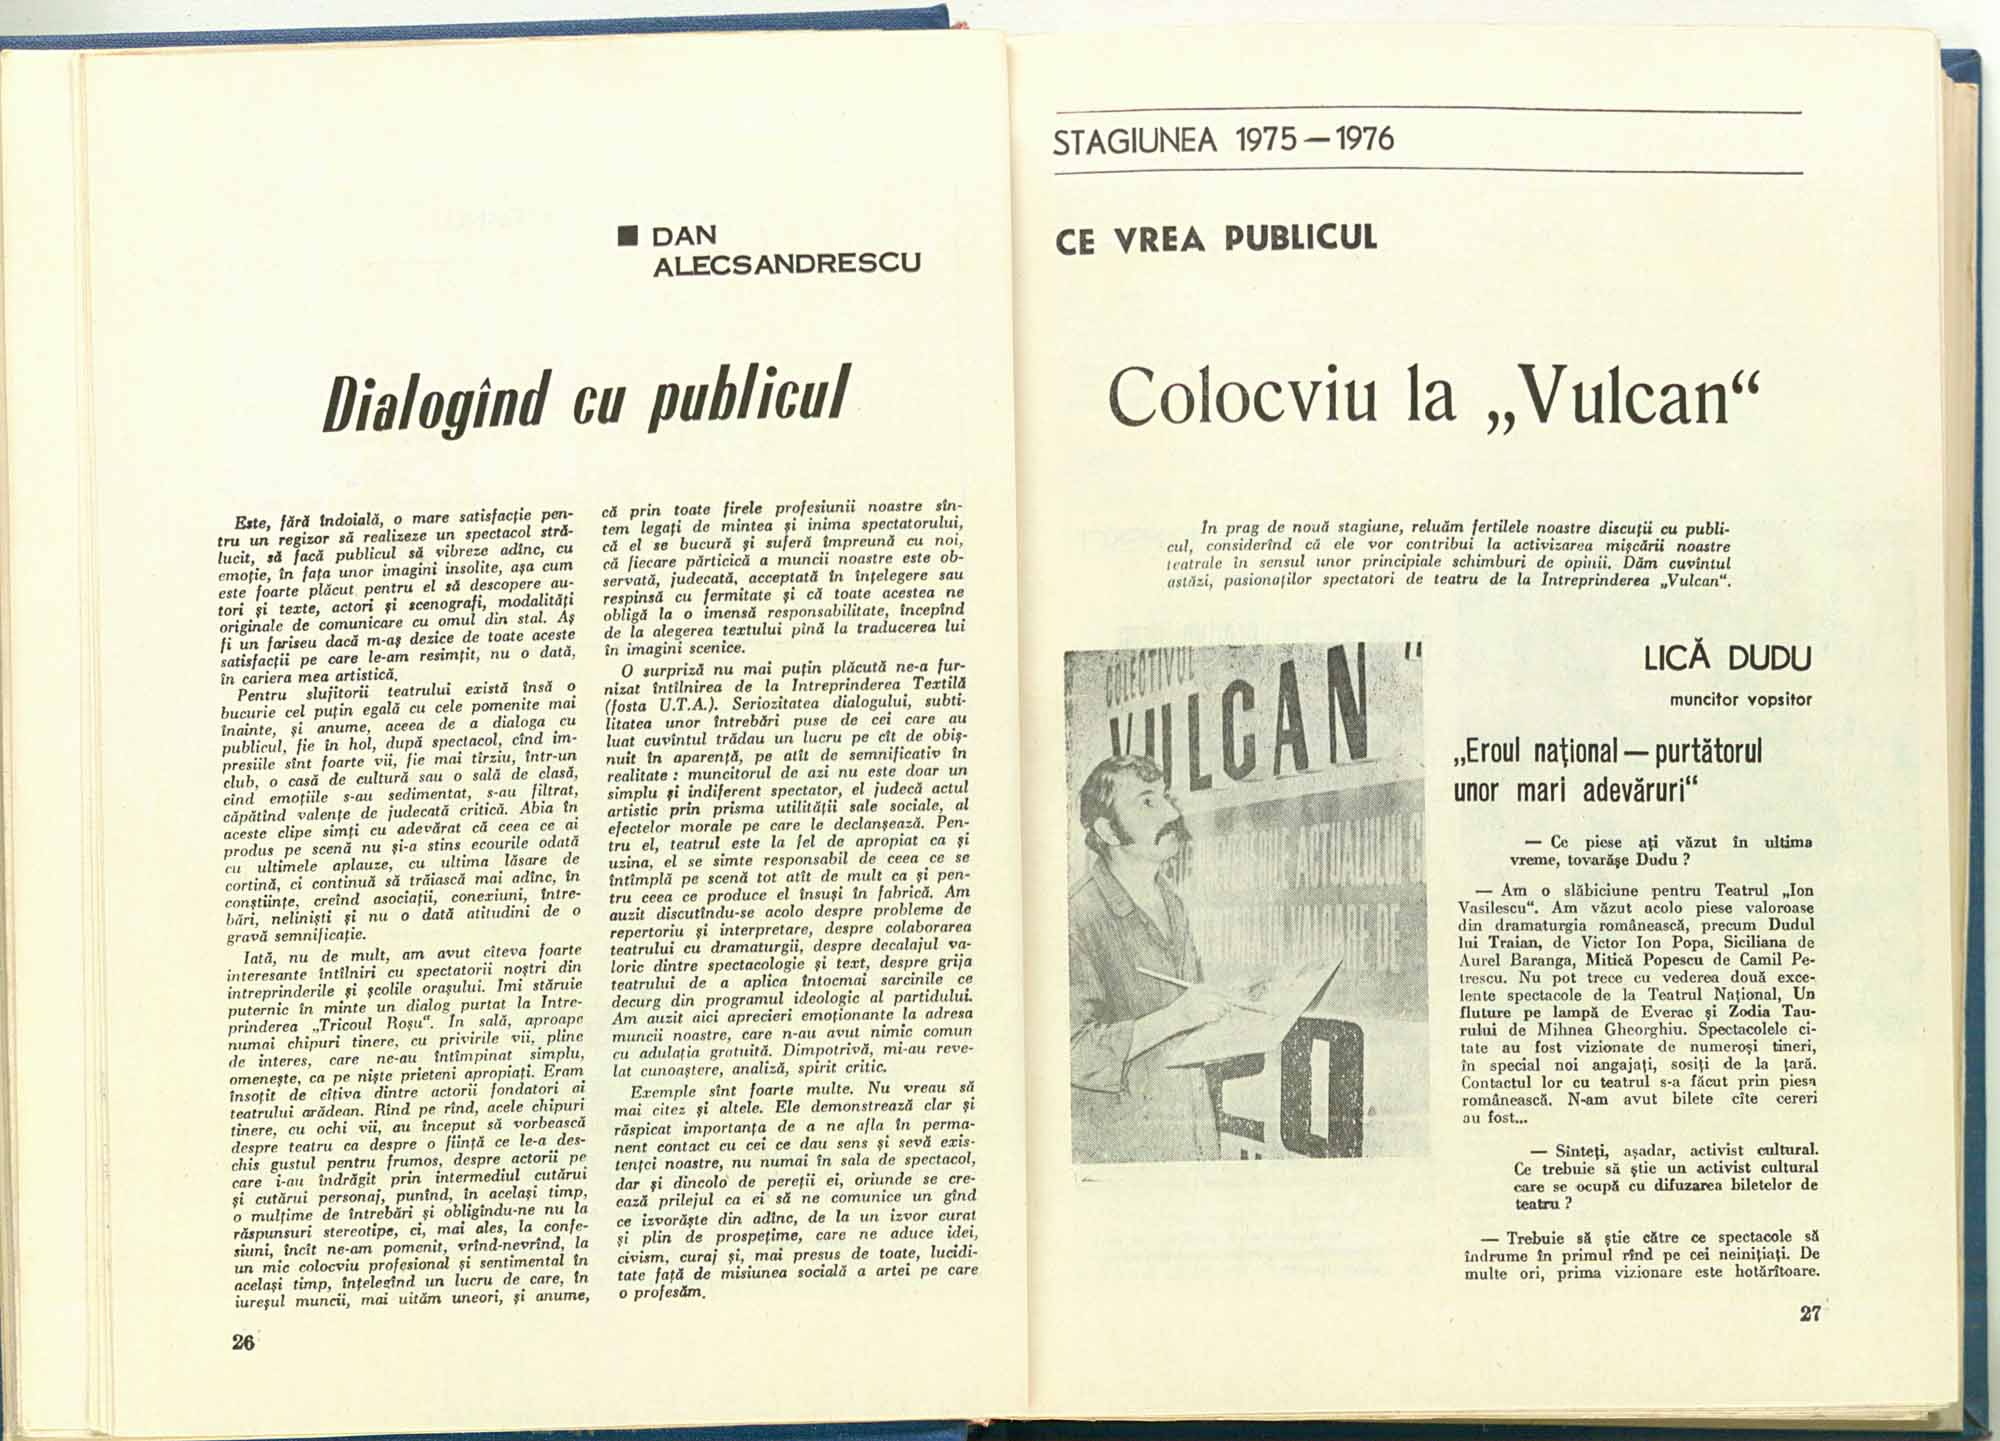 ■ DAN
ALECSANDRESCU
Dialogînd cu publicul
Este, fără îndoială, o mare satisfacție pen-
tru un regizor să realizeze un spectacol stră-
lucit, să facă publicul să vibreze adînc, cu
emoție, în fața unor imagini insolite, așa cum
este foarte plăcut pentru el să descopere au-
tori și texte, actori și scenografi, modalități
originale de comunicare cu omul din stal. Aș
fi un fariseu dacă m-aș dezice de toate aceste
satisfacții pe care le-am resimțit, nu o dată,
în cariera mea artistică.
Pentru slujitorii teatrului există însă o
bucurie cel puțin egală cu cele pomenite mai
înainte, și anume, aceea de a dialoga cu
publicul, fie în hol, după spectacol, cînd im-
presiile sînt foarte vii, fie mai tîrziu, într-un
club, o casă de cultură sau o sală de clasă,
cînd emoțiile s-au sedimentat, s-au filtrat,
căpătînd valențe de judecată critică. Abia în
aceste clipe simți cu adevărat că ceea ce ai
produs pe scenă nu și-a stins ecourile odată
cu ultimele aplauze, cu ultima lăsare de
cortină, ci continuă să trăiască mai adînc, în
conștiințe, creînd asociații, conexiuni, între-
bări, neliniști și nu o dată atitudini de o
gravă semnificație.
Iată, nu de mult, am avut cîteva foarte
interesante întîlniri cu spectatorii noștri din
intreprinderile și școlile orașului. Imi stăruie
puternic în minte un dialog purtat la Intre-
prinderea „Tricoul Roșu“. In sală, aproape
numai chipuri tinere, cu privirile vii, pline
de interes, care ne-au întîmpinat simplu,
omenește, ca pe niște prieteni apropiați. Eram
însoțit de cîțiva dintre actorii fondatori ai
teatrului arădean. Rînd pe rînd, acele chipuri
tinere, cu ochi vii, au început să vorbească
despre teatru ca despre o ființă ce le-a des-
chis gustul pentru frumos, despre actorii pe
care i-au îndrăgit prin intermediul cutărui
și cutărui personaj, punînd, în același timp,
o mulțime de întrebări și obligîndu-ne nu la
răspunsuri stereotipe, ci, mai ales, la confe-
siuni, încît ne-am pomenit, vrînd-nevrînd, la
un mic colocviu profesional și sentimental în
același timp, înțelegînd un lucru de care, în
iureșul muncii, mai uităm uneori, și anume,
că prin toate firele profesiunii noastre sîn-
tem legați de mintea și inima spectatorului,
că el se bucură și suferă împreună cu noi,
că fiecare părticică a muncii noastre este ob-
servată, judecată, acceptată în înțelegere sau
respinsă cu fermitate și că toate acestea ne
obligă la o imensă responsabilitate, începînd
de la alegerea textului pînă la traducerea lui
în imagini scenice.
O surpriză nu mai puțin plăcută ne-a fur-
nizat întîlnirea de la Intreprinderea Textilă
(fosta U.T.A.). Seriozitatea dialogului, subti-
litatea unor întrebări puse de cei care au
luat cuvîntul trădau un lucru pe cît de obiș-
nuit în aparență, pe atît de semnificativ în
realitate : muncitorul de azi nu este doar un
simplu și indiferent spectator, el judecă actul
artistic prin prisma utilității sale sociale, al
efectelor morale pe care le declanșează. Pen-
tru el, teatrul este la fel de apropiat ca și
uzina, el se simte responsabil de ceea ce se
întîmplă pe scenă tot atît de mult ca și pen-
tru ceea ce produce el însuși în fabrică. Am
auzit discutîndu-se acolo despre probleme de
repertoriu și interpretare, despre colaborarea
teatrului cu dramaturgii, despre decalajul va-
loric dintre spectacologie și text, despre grija
teatrului de a aplica întocmai sarcinile ce
decurg din programul ideologic al partidului.
Am auzit aici aprecieri emoționante la adresa
muncii noastre, care n-au avut nimic comun
cu adulația gratuită. Dimpotrivă, mi-au reve-
lat cunoaștere, analiză, spirit critic.
Exemple sînt foarte multe. Nu vreau să
mai citez și altele. Ele demonstrează clar și
răspicat importanța de a ne afla în perma-
nent contact cu cei ce dau sens și sevă exis-
tenței noastre, nu numai în sala de spectacol,
dar și dincolo de pereții ei, oriunde se cre-
ează prilejul ca ei să ne comunice un gînd
ce izvorăște din adînc, de la un izvor curat
și plin de prospețime, care ne aduce idei,
civism, curaj și, mai presus de toate, lucidi-
tate față de misiunea socială a artei pe care
o profesăm.
26
STAGIUNEA 1975—1976
CE VREA PUBLICUL
Colocviu la „Vulcan“
In prag de nouă stagiune, reluăm fertilele noastre discuții cu publi-
cul, considerînd că ele vor contribui la activizarea mișcării noastre
teatrale în sensul unor principiale schimburi de opinii. Dăm cuvîntul
astăzi, pasionaților spectatori de teatru de la Intreprinderea „Vulcan“.
COLECTIVUL
VULCAN"
ACTUALULUI C
DE
LICĂ DUDU
muncitor vopsitor
„Eroul național — purtătorul
unor mari adevăruri“
— Ce piese ați văzut în ultima
vreme, tovarășe Dudu ?
— Am o slăbiciune pentru Teatrul „Ion
Vasilescu“. Am văzut acolo piese valoroase
din dramaturgia românească, precum Dudul
lui Traian, de Victor Ion Popa, Siciliana de
Aurel Baranga, Mitică Popescu de Camil Pe-
trescu. Nu pot trece cu vederea două exce-
lente spectacole de la Teatrul Național, Un
fluture pe lampă de Everac și Zodia Tau-
rului de Mihnea Gheorghiu. Spectacolele ci-
tate au fost vizionate de numeroși tineri,
în special noi angajați, sosiți de la țară.
Contactul lor cu teatrul s-a făcut prin piesa
românească. N-am avut bilete cîte cereri
au fost...
— Sinteți, așadar, activist cultural.
Ce trebuie să știe un activist cultural
care se ocupă cu difuzarea biletelor de
teatru ?
— Trebuie să știe către ce spectacole să
îndrume în primul rînd pe cei neinițiați. De
multe ori, prima vizionare este hotărîtoare.
27